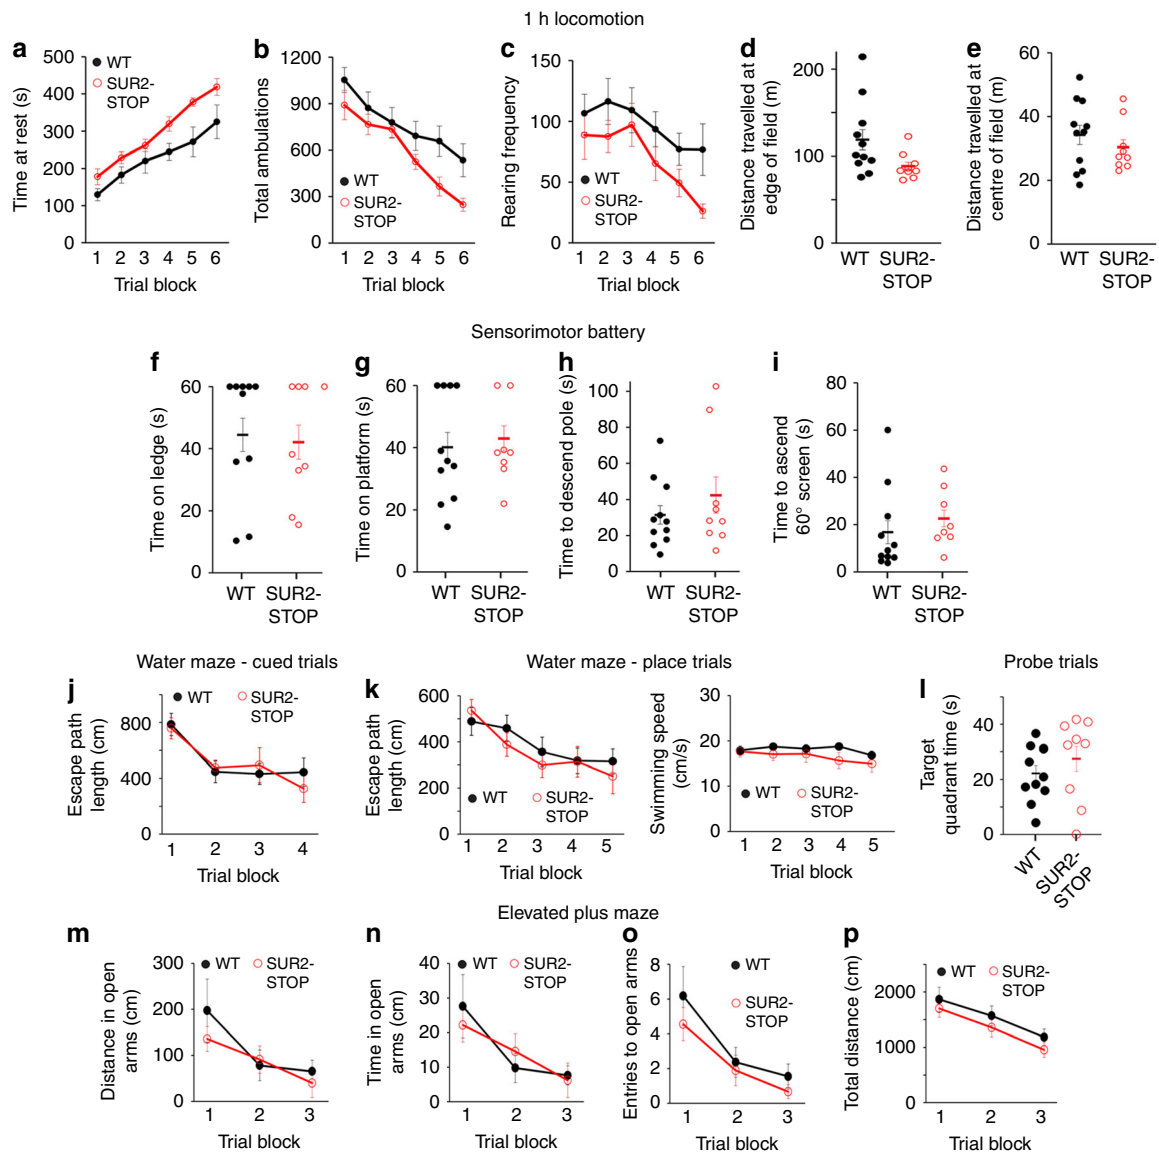 1 h locomotion
a
Time at rest (s)
500
400
300
200
100
0
WT
SUR2-
STOP
1 2 3 4 5 6
Trial block
b
Total ambulations
1200
900
600
300
0
WT
SUR2-
STOP
1 2 3 4 5 6
Trial block
c
Rearing frequency
150
100
50
0
WT
SUR2-
STOP
1 2 3 4 5 6
Trial block
d
Distance travelled at
edge of field (m)
200
100
0
WT SUR2-
STOP
e
Distance travelled at
centre of field (m)
60
40
20
0
WT SUR2-
STOP
Sensorimotor battery
f
Time on ledge (s)
60
40
20
0
WT SUR2-
STOP
g
Time on platform (s)
60
40
20
0
WT SUR2-
STOP
h
Time to descend pole (s)
100
80
60
40
20
0
WT SUR2-
STOP
i
Time to ascend
60° screen (s)
80
60
40
20
0
WT SUR2-
STOP
Water maze - cued trials
j
Escape path
length (cm)
800
400
0
WT SUR2-
STOP
1 2 3 4
Trial block
Water maze - place trials
k
Escape path
length (cm)
600
400
200
0
WT SUR2-
STOP
1 2 3 4 5
Trial block
Swimming speed
(cm/s)
30
20
10
0
WT SUR2-
STOP
1 2 3 4 5
Trial block
Probe trials
l
Target
quadrant time (s)
40
20
0
WT
SUR2-
STOP
Elevated plus maze
m
Distance in open
arms (cm)
300
200
100
0
WT SUR2-
STOP
1 2 3
Trial block
n
Time in open
arms (cm)
40
30
20
10
0
WT SUR2-
STOP
1 2 3
Trial block
o
Entries to open arms
8
6
4
2
0
WT
SUR2-
STOP
1 2 3
Trial block
p
Total distance (cm)
2000
1000
0
WT SUR2-
STOP
1 2 3
Trial block